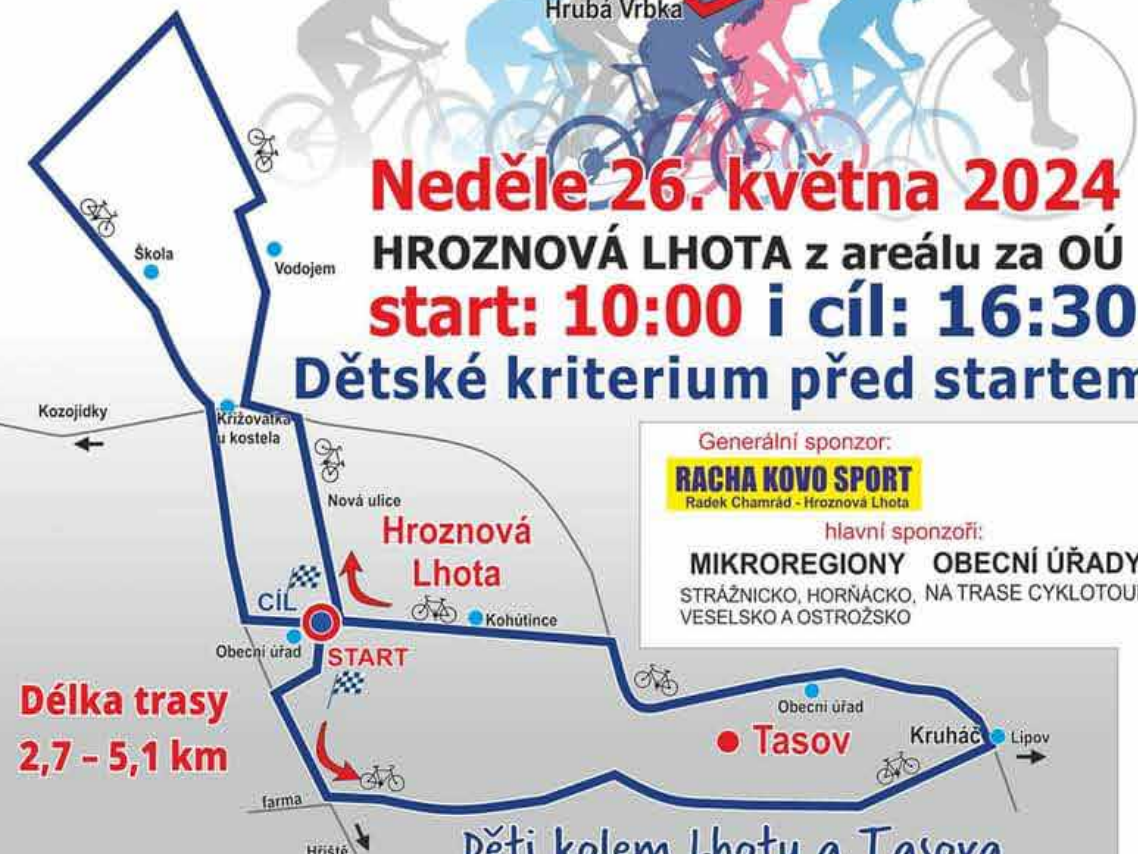 Hrubá Vrbka
Neděle 26. května 2024
HROZNOVÁ LHOTA z areálu za OÚ
start: 10:00 i cíl: 16:30
Dětské kriterium před startem
Škola
Vodojem
Kozojídky
Křižovatka
u kostela
Nová ulice
Hroznová
Lhota
Generální sponzor:
RACHA KOVO SPORT
Radek Chamrád - Hroznová Lhota
hlavní sponzoři:
MIKROREGIONY
STRÁŽNICKO, HORŇÁCKO,
VESELSKO A OSTROŽSKO
OBECNÍ ÚŘADY
NA TRASE CYKLOTOUR
CÍL
Kohútince
Obecní úřad
START
Délka trasy
2,7 – 5,1 km
Obecní úřad
Tasov
Kruháč
Lipov
farma
Hřiště
Děti kolem Lhoty a Tasova